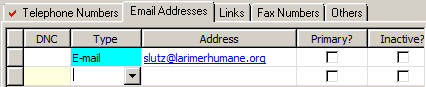 Telephone Numbers Email Addresses Links Fax Numbers Others
DNC Type Address Primary? Inactive?
E-mail slutz@larimerhumane.org